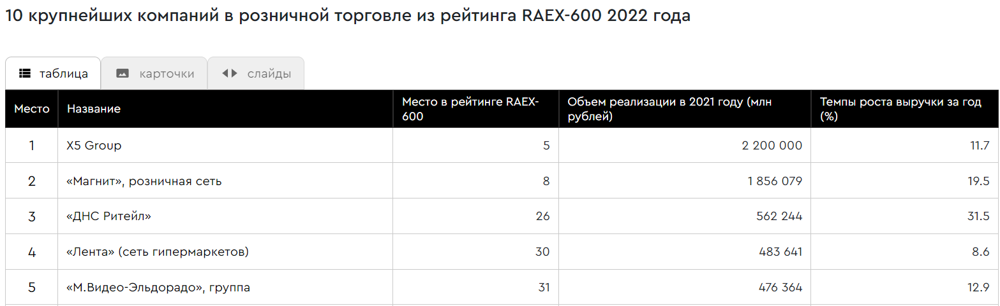 10 крупнейших компаний в розничной торговле из рейтинга RAEX-600 2022 года
таблица карточки слайды
Место Название Место в рейтинге RAEX-600 Объем реализации в 2021 году (млн рублей) Темпы роста выручки за год (%)
1 X5 Group 5 2 200 000 11.7
2 «Магнит», розничная сеть 8 1 856 079 19.5
3 «ДНС Ритейл» 26 562 244 31.5
4 «Лента» (сеть гипермаркетов) 30 483 641 8.6
5 «М.Видео-Эльдорадо», группа 31 476 364 12.9